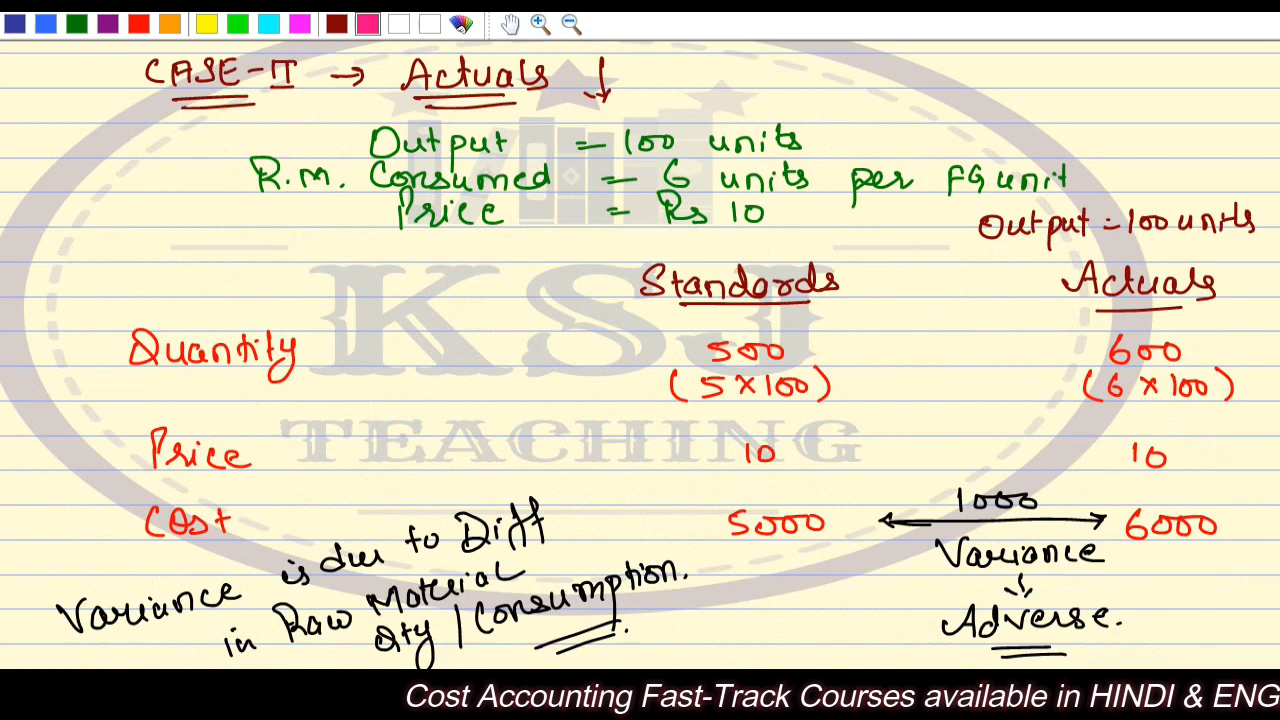 CASE-II → Actuals ↓
Output = 100 units
R.m. Consumed = 6 units per FG unit
Price = Rs 10
Output = 100 units
Standards Actuals
Quantity 500 600
(5 × 100) (6 × 100)
Price 10 10
Cost 5000 1000 6000
Variance
Adverse.
Variance is due to Diff
in Raw Material
Qty / Consumption.
KSJ
TEACHING
Cost Accounting Fast-Track Courses available in HINDI & ENG